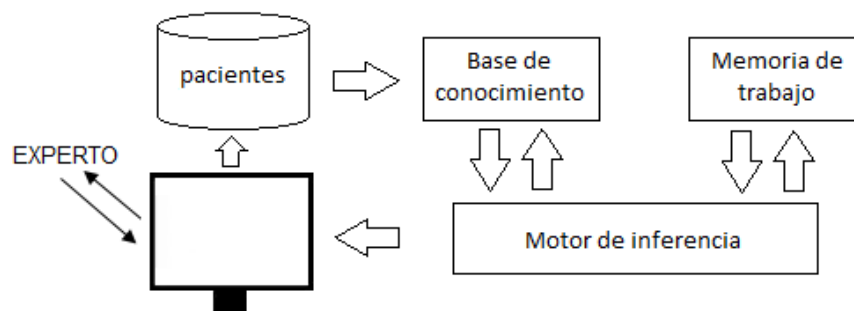 pacientes
Base de
conocimiento
Memoria de
trabajo
EXPERTO
Motor de inferencia